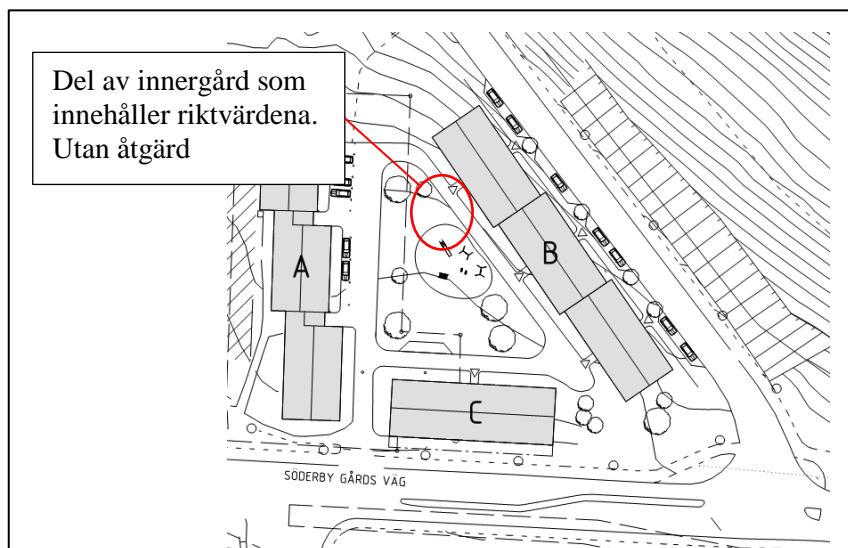 Del av innergård som
innehåller riktvärdena.
Utan åtgärd
A
B
C
SÖDERBY GÅRDS VÄG